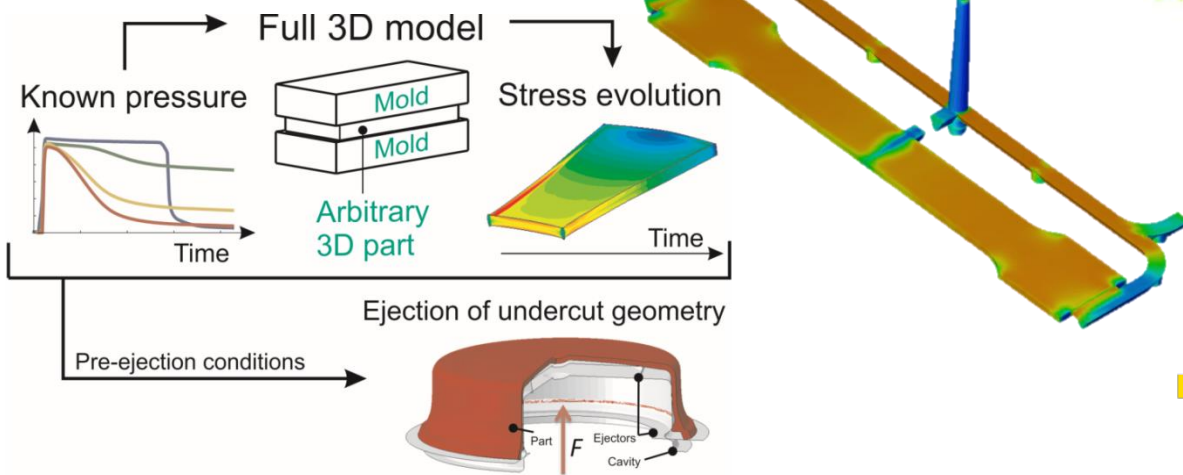 Full 3D model
Known pressure
Mold
Mold
Stress evolution
Arbitrary
3D part
Time
Time
Ejection of undercut geometry
Pre-ejection conditions
Part
F
Ejectors
Cavity